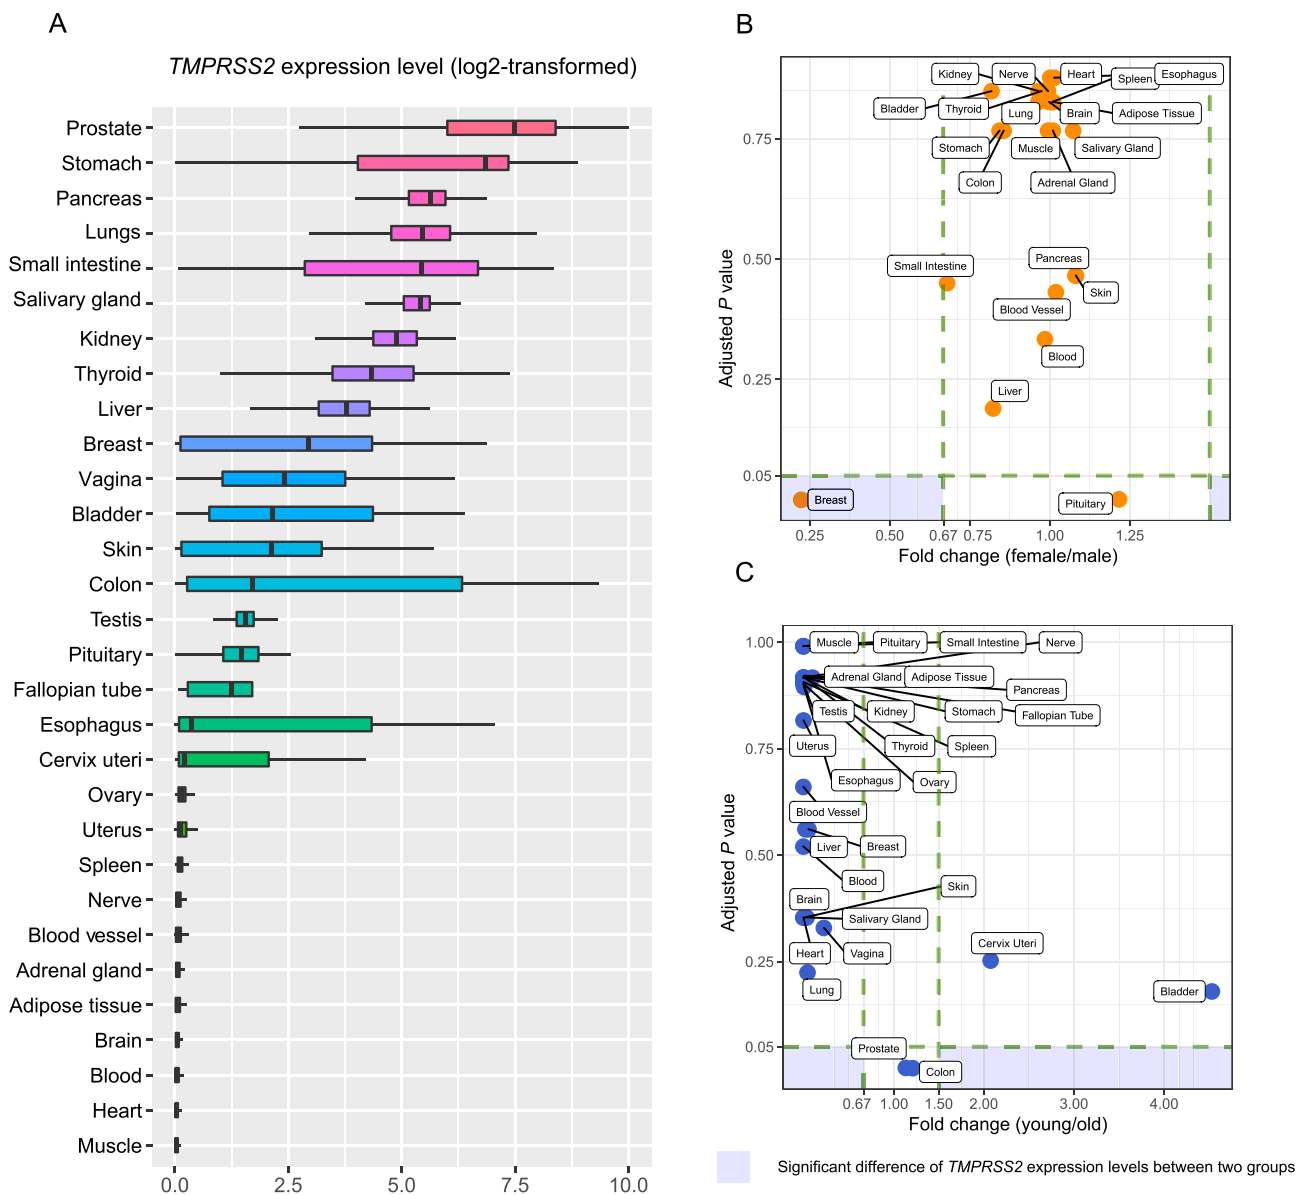 A
TMPRSS2 expression level (log2-transformed)
Prostate
Stomach
Pancreas
Lungs
Small intestine
Salivary gland
Kidney
Thyroid
Liver
Breast
Vagina
Bladder
Skin
Colon
Testis
Pituitary
Fallopian tube
Esophagus
Cervix uteri
Ovary
Uterus
Spleen
Nerve
Blood vessel
Adrenal gland
Adipose tissue
Brain
Blood
Heart
Muscle
0.0 2.5 5.0 7.5 10.0
B
Adjusted P value
0.75
0.50
0.25
0.05
Kidney Nerve Heart Spleen Esophagus
Bladder Thyroid Lung Brain Adipose Tissue
Stomach Muscle Salivary Gland
Colon Adrenal Gland
Small Intestine Pancreas
Skin
Blood Vessel
Blood
Liver
Breast Pituitary
0.25 0.50 0.67 0.75 1.00 1.25
Fold change (female/male)
C
Adjusted P value
1.00
0.75
0.50
0.25
0.05
Muscle Pituitary Small Intestine Nerve
Adrenal Gland Adipose Tissue
Pancreas
Testis Kidney Stomach Fallopian Tube
Uterus Thyroid Spleen
Esophagus Ovary
Blood Vessel
Liver Breast
Blood
Skin
Brain
Salivary Gland
Cervix Uteri
Heart Vagina
Lung Bladder
Prostate
Colon
0.67 1.00 1.50 2.00 3.00 4.00
Fold change (young/old)
Significant difference of TMPRSS2 expression levels between two groups